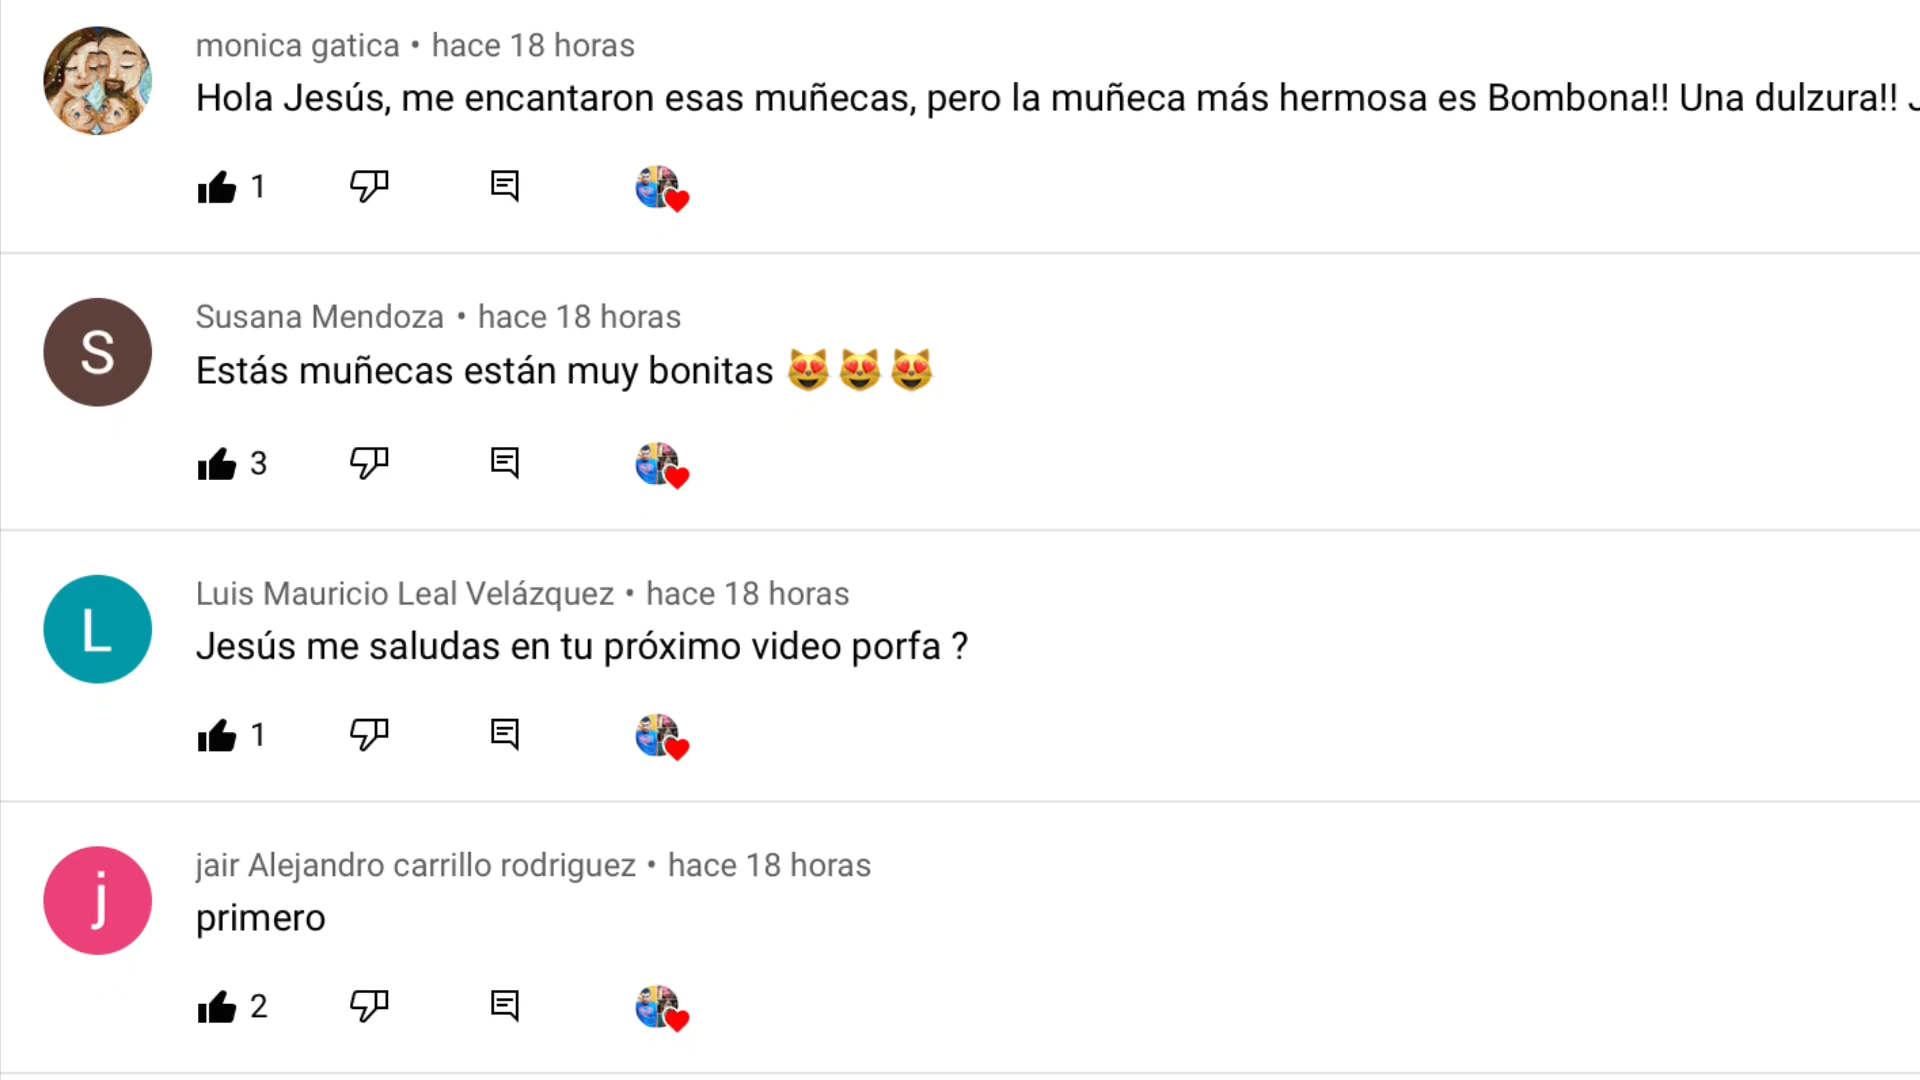 monica gatica • hace 18 horas
Hola Jesús, me encantaron esas muñecas, pero la muñeca más hermosa es Bombona!! Una dulzura!!
1
S
Susana Mendoza • hace 18 horas
Estás muñecas están muy bonitas 😻😻😻
3
L
Luis Mauricio Leal Velázquez • hace 18 horas
Jesús me saludas en tu próximo video porfa ?
1
j
jair Alejandro carrillo rodriguez • hace 18 horas
primero
2